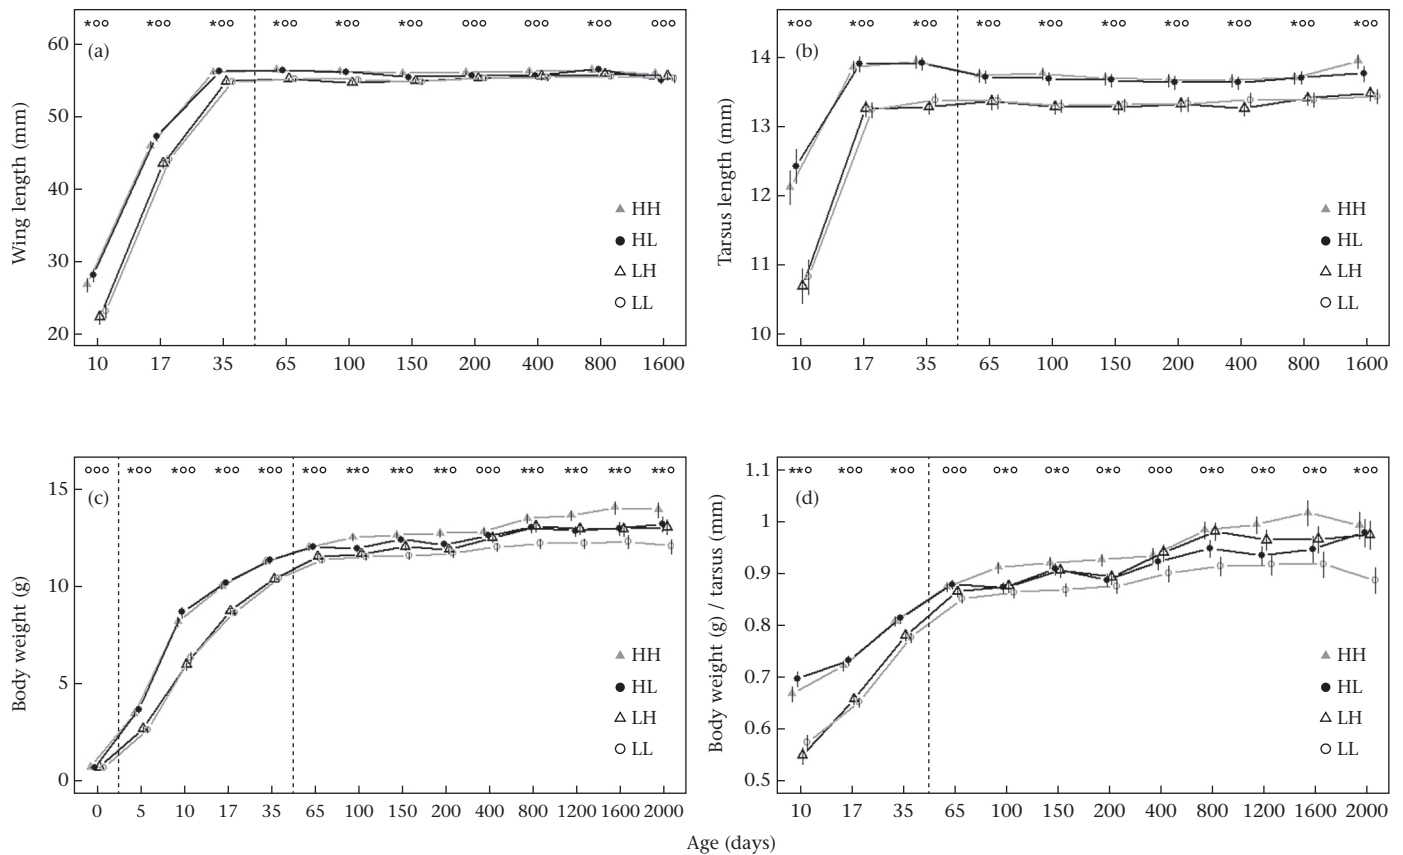 *oo *oo *oo *oo *oo *oo ooo ooo *oo ooo
(a)
Wing length (mm)
60
50
40
30
20
HH
HL
LH
LL
10 17 35 65 100 150 200 400 800 1600
*oo *oo *oo *oo *oo *oo *oo *oo *oo *oo
(b)
Tarsus length (mm)
14
13
12
11
10
HH
HL
LH
LL
10 17 35 65 100 150 200 400 800 1600
ooo *oo *oo *oo *oo *oo **o **o **o ooo **o **o **o **o
(c)
Body weight (g)
15
10
5
0
HH
HL
LH
LL
0 5 10 17 35 65 100 150 200 400 800 1200 1600 2000
**o *oo *oo ooo o*o o*o o*o ooo o*o o*o o*o *oo
(d)
Body weight (g) / tarsus (mm)
1.1
1
0.9
0.8
0.7
0.6
0.5
HH
HL
LH
LL
10 17 35 65 100 150 200 400 800 1200 1600 2000
Age (days)